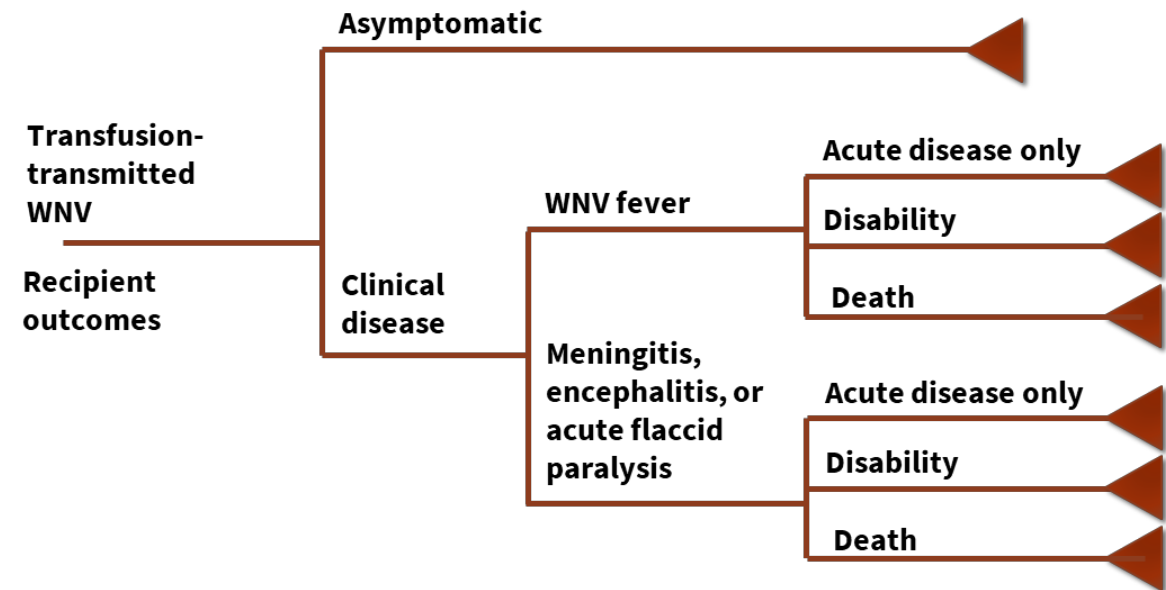 Asymptomatic
Transfusion-
transmitted
WNV
Recipient
outcomes
Clinical
disease
WNV fever
Acute disease only
Disability
Death
Meningitis,
encephalitis, or
acute flaccid
paralysis
Acute disease only
Disability
Death